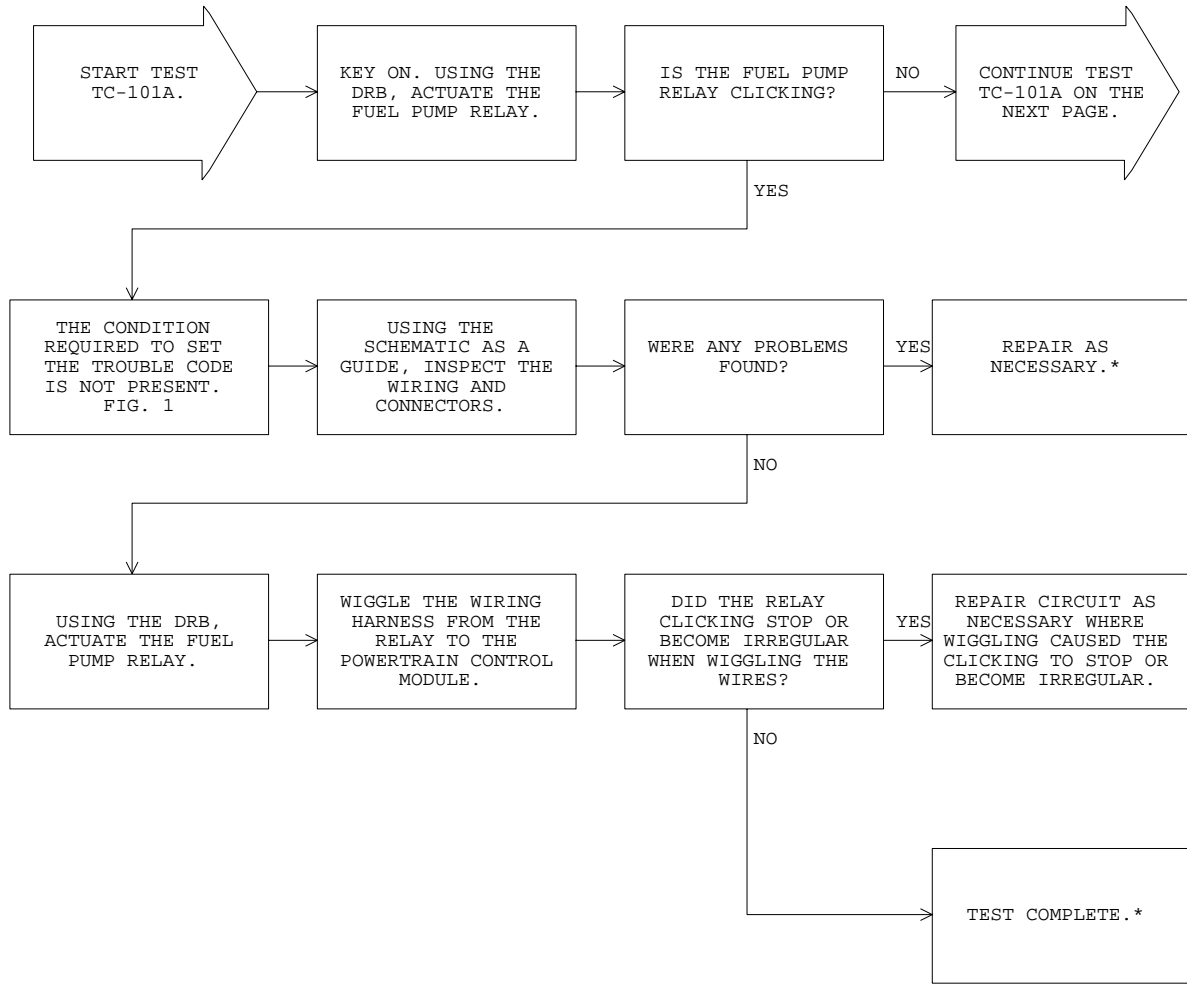 START TEST
TC-101A.
KEY ON. USING THE
DRB, ACTUATE THE
FUEL PUMP RELAY.
IS THE FUEL PUMP
RELAY CLICKING?
NO
CONTINUE TEST
TC-101A ON THE
NEXT PAGE.
YES
THE CONDITION
REQUIRED TO SET
THE TROUBLE CODE
IS NOT PRESENT.
FIG. 1
USING THE
SCHEMATIC AS A
GUIDE, INSPECT THE
WIRING AND
CONNECTORS.
WERE ANY PROBLEMS
FOUND?
YES
REPAIR AS
NECESSARY.*
NO
USING THE DRB,
ACTUATE THE FUEL
PUMP RELAY.
WIGGLE THE WIRING
HARNESS FROM THE
RELAY TO THE
POWERTRAIN CONTROL
MODULE.
DID THE RELAY
CLICKING STOP OR
BECOME IRREGULAR
WHEN WIGGLING THE
WIRES?
YES
REPAIR CIRCUIT AS
NECESSARY WHERE
WIGGLING CAUSED THE
CLICKING TO STOP OR
BECOME IRREGULAR.
NO
TEST COMPLETE.*